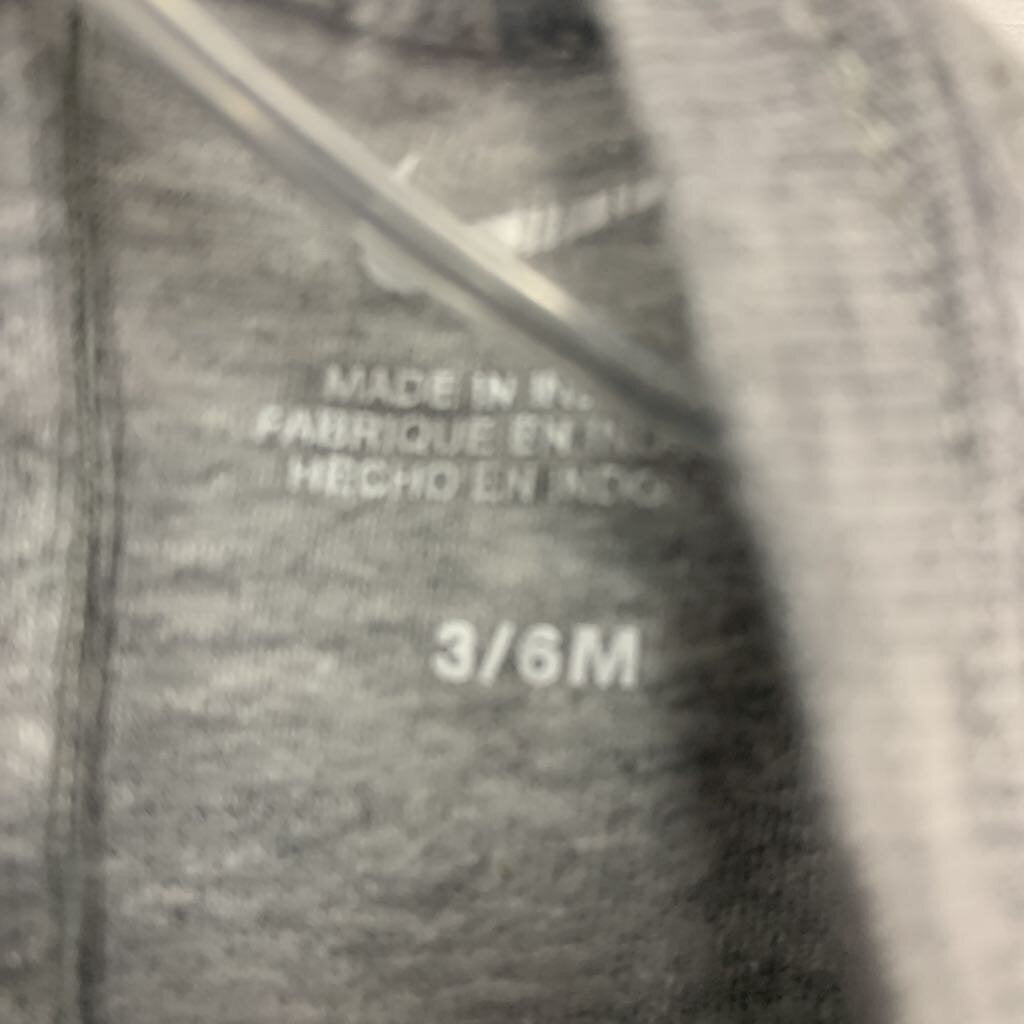 MADE IN
FABRIQUE EN
HECHO EN
3/6M